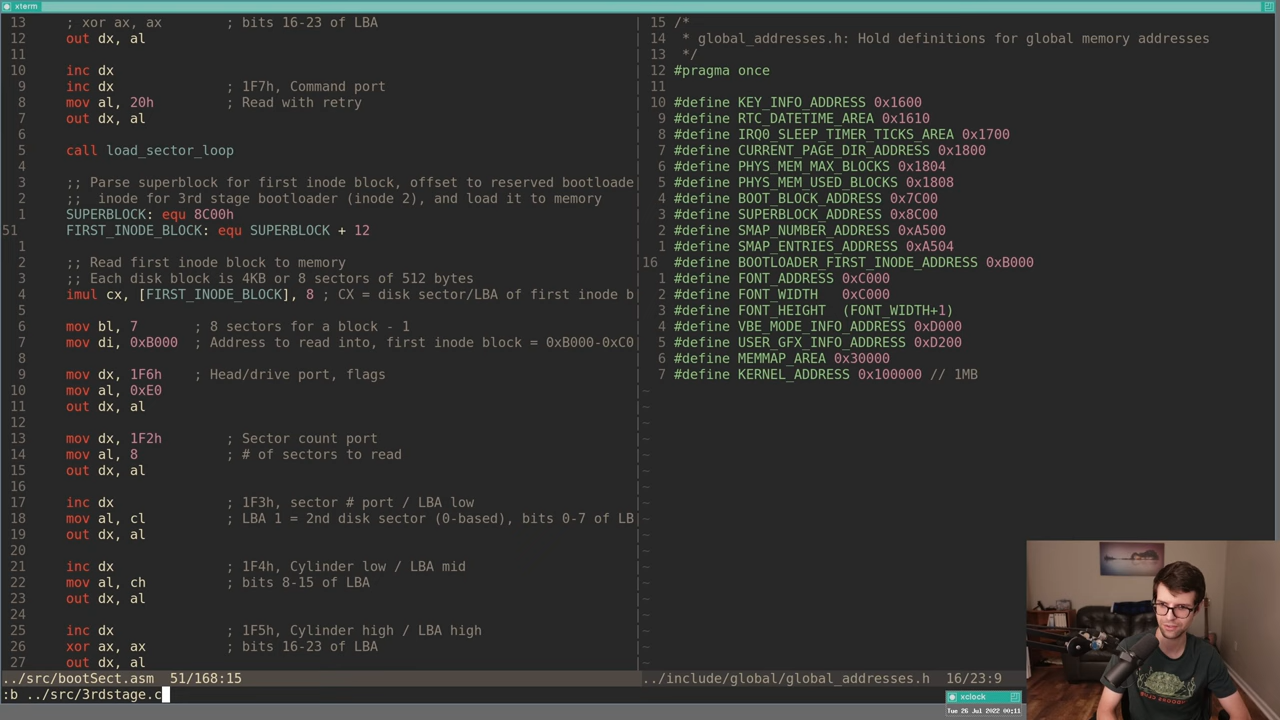 xterm
13 ; xor ax, ax ; bits 16-23 of LBA
12 out dx, al
11
10 inc dx
9 inc dx ; 1F7h, Command port
8 mov al, 20h ; Read with retry
7 out dx, al
6
5 call load_sector_loop
4
3 ;; Parse superblock for first inode block, offset to reserved bootloade
2 ;; inode for 3rd stage bootloader (inode 2), and load it to memory
1 SUPERBLOCK: equ 8C00h
51 FIRST_INODE_BLOCK: equ SUPERBLOCK + 12
1
2 ;; Read first inode block to memory
3 ;; Each disk block is 4KB or 8 sectors of 512 bytes
4 imul cx, [FIRST_INODE_BLOCK], 8 ; CX = disk sector/LBA of first inode b
5
6 mov bl, 7 ; 8 sectors for a block - 1
7 mov di, 0xB000 ; Address to read into, first inode block = 0xB000-0xC0
8
9 mov dx, 1F6h ; Head/drive port, flags
10 mov al, 0xE0
11 out dx, al
12
13 mov dx, 1F2h ; Sector count port
14 mov al, 8 ; # of sectors to read
15 out dx, al
16
17 inc dx ; 1F3h, sector # port / LBA low
18 mov al, cl ; LBA 1 = 2nd disk sector (0-based), bits 0-7 of LB
19 out dx, al
20
21 inc dx ; 1F4h, Cylinder low / LBA mid
22 mov al, ch ; bits 8-15 of LBA
23 out dx, al
24
25 inc dx ; 1F5h, Cylinder high / LBA high
26 xor ax, ax ; bits 16-23 of LBA
27 out dx, al
../src/bootSect.asm 51/168:15
:b ../src/3rdstage.c
15 /*
14 * global_addresses.h: Hold definitions for global memory addresses
13 */
12 #pragma once
11
10 #define KEY_INFO_ADDRESS 0x1600
9 #define RTC_DATETIME_AREA 0x1610
8 #define IRQ0_SLEEP_TIMER_TICKS_AREA 0x1700
7 #define CURRENT_PAGE_DIR_ADDRESS 0x1800
6 #define PHYS_MEM_MAX_BLOCKS 0x1804
5 #define PHYS_MEM_USED_BLOCKS 0x1808
4 #define BOOT_BLOCK_ADDRESS 0x7C00
3 #define SUPERBLOCK_ADDRESS 0x8C00
2 #define SMAP_NUMBER_ADDRESS 0xA500
1 #define SMAP_ENTRIES_ADDRESS 0xA504
16 #define BOOTLOADER_FIRST_INODE_ADDRESS 0xB000
1 #define FONT_ADDRESS 0xC000
2 #define FONT_WIDTH 0xC000
3 #define FONT_HEIGHT (FONT_WIDTH+1)
4 #define VBE_MODE_INFO_ADDRESS 0xD000
5 #define USER_GFX_INFO_ADDRESS 0xD200
6 #define MEMMAP_AREA 0x30000
7 #define KERNEL_ADDRESS 0x100000 // 1MB
../include/global/global_addresses.h 16/23:9
xclock
Tue 26 Jul 2022 00:11